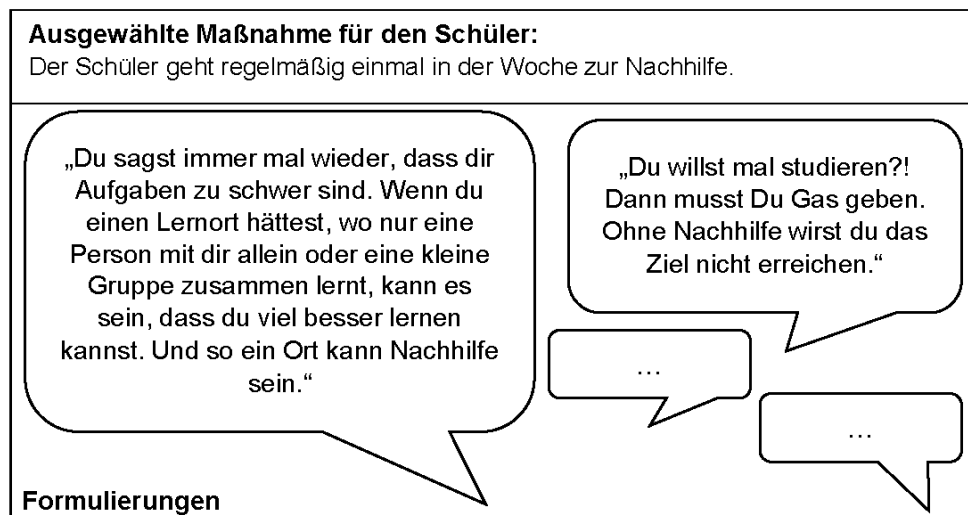 Ausgewählte Maßnahme für den Schüler:
Der Schüler geht regelmäßig einmal in der Woche zur Nachhilfe.
„Du sagst immer mal wieder, dass dir
Aufgaben zu schwer sind. Wenn du
einen Lernort hättest, wo nur eine
Person mit dir allein oder eine kleine
Gruppe zusammen lernt, kann es
sein, dass du viel besser lernen
kannst. Und so ein Ort kann Nachhilfe
sein.“
„Du willst mal studieren?!
Dann musst Du Gas geben.
Ohne Nachhilfe wirst du das
Ziel nicht erreichen.“
…
…
Formulierungen